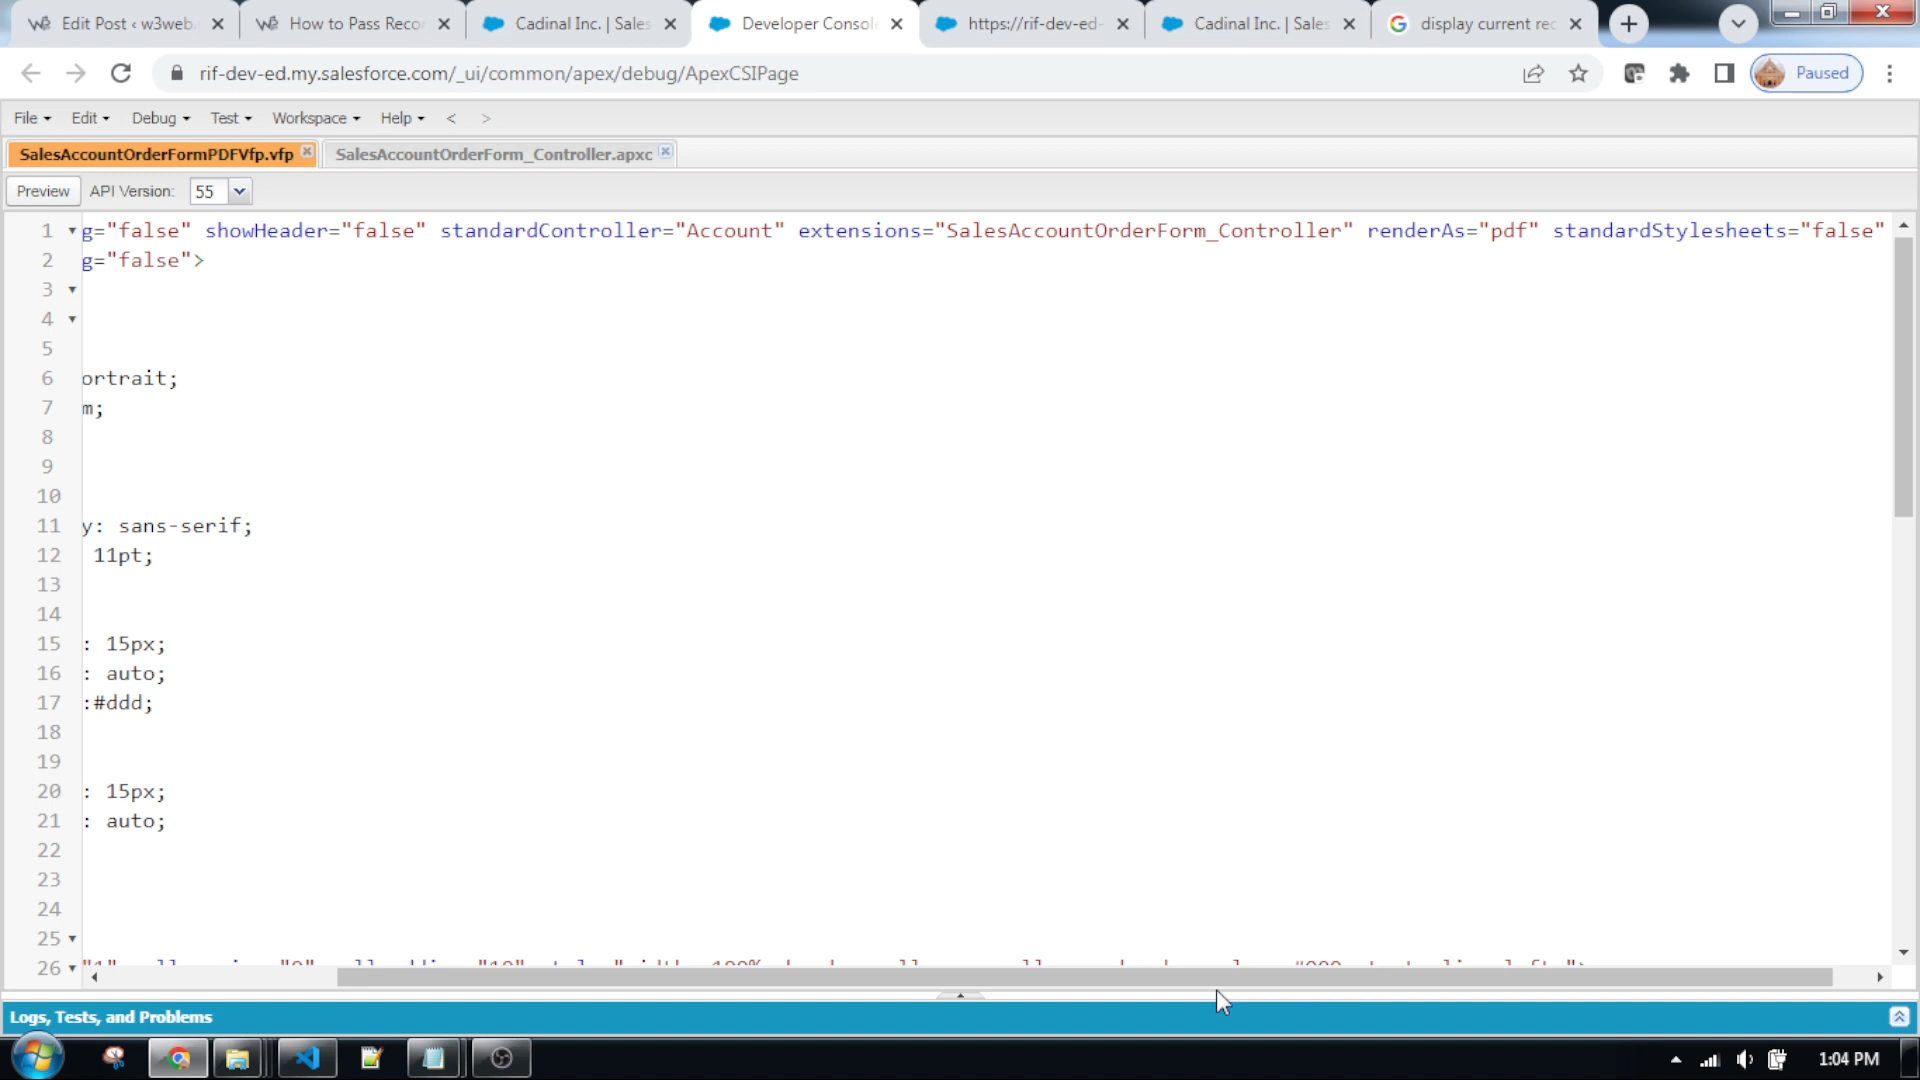 Edit Post ‹ w3web.
How to Pass Recor
Cadinal Inc. | Sales
Developer Console
https://rif-dev-ed-
Cadinal Inc. | Sales
display current rec
rif-dev-ed.my.salesforce.com/_ui/common/apex/debug/ApexCSIPage
Paused
File Edit Debug Test Workspace Help < >
SalesAccountOrderFormPDFVfp.vfp
SalesAccountOrderForm_Controller.apxc
Preview API Version: 55
1 g="false" showHeader="false" standardController="Account" extensions="SalesAccountOrderForm_Controller" renderAs="pdf" standardStylesheets="false"
2 g="false">
3
4
5
6 ortrait;
7 m;
8
9
10
11 y: sans-serif;
12 11pt;
13
14
15 : 15px;
16 : auto;
17 :#ddd;
18
19
20 : 15px;
21 : auto;
22
23
24
25
26
Logs, Tests, and Problems
1:04 PM